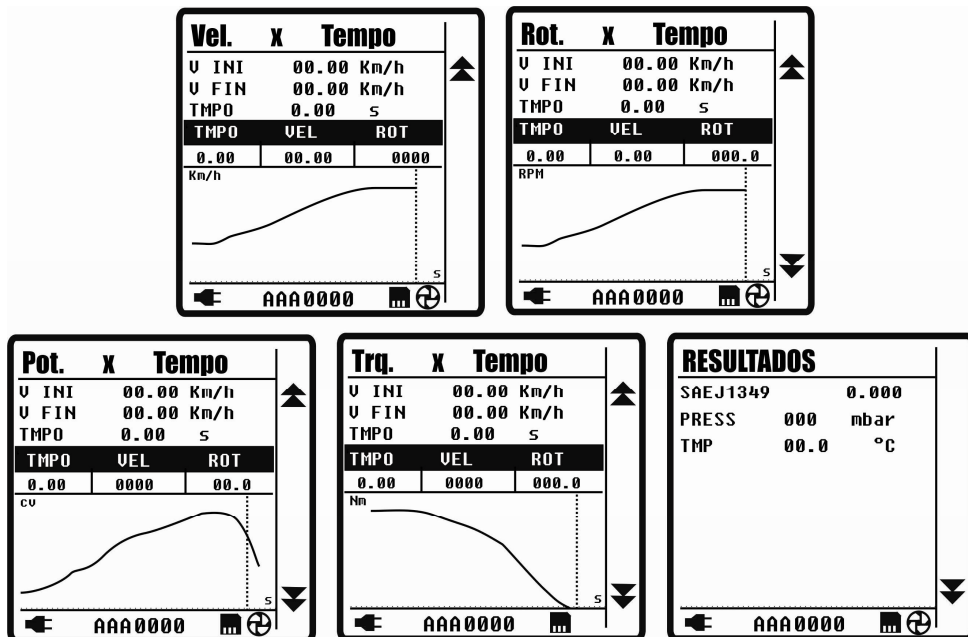 Vel. X Tempo
V INI 00.00 Km/h
V FIN 00.00 Km/h
TMPO 0.00 s
TMPO VEL ROT
0.00 00.00 0000
Km/h
s
AAA0000
Rot. X Tempo
V INI 00.00 Km/h
V FIN 00.00 Km/h
TMPO 0.00 s
TMPO VEL ROT
0.00 0.00 000.0
RPM
s
AAA0000
Pot. X Tempo
V INI 00.00 Km/h
V FIN 00.00 Km/h
TMPO 0.00 s
TMPO VEL ROT
0.00 0000 00.0
cv
s
AAA0000
Trq. X Tempo
V INI 00.00 Km/h
V FIN 00.00 Km/h
TMPO 0.00 s
TMPO VEL ROT
0.00 0000 000.0
Nm
s
AAA0000
RESULTADOS
SAEJ1349 0.000
PRESS 000 mbar
TMP 00.0 °C
AAA0000